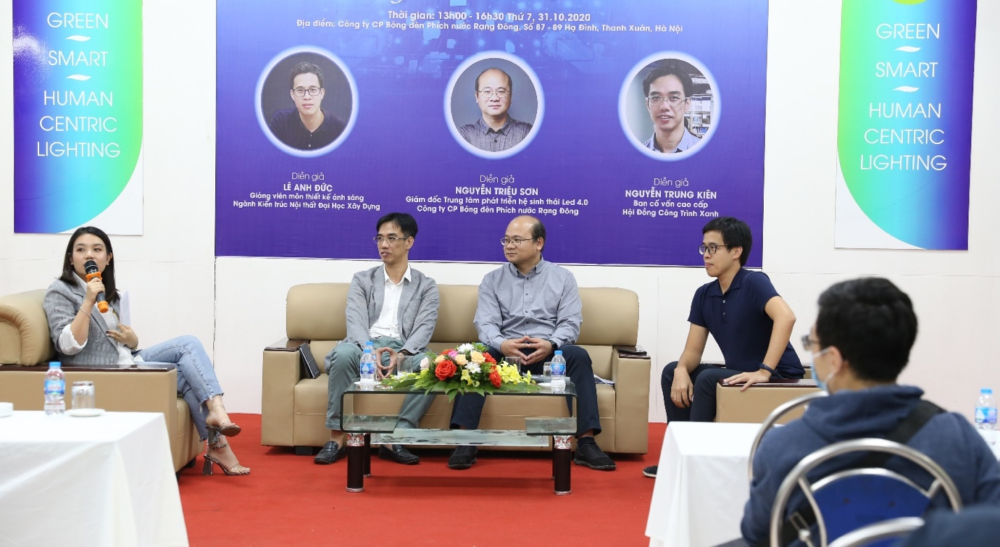 Thời gian: 13h00 - 16h30 Thứ 7, 31.10.2020
Địa điểm: Công ty CP Bóng đèn Phích nước Rạng Đông, Số 87 - 89 Hạ Đình, Thanh Xuân, Hà Nội
GREEN
SMART
HUMAN
CENTRIC
LIGHTING
Diễn giả
LÊ ANH ĐỨC
Giảng viên môn thiết kế ánh sáng
Ngành Kiến trúc Nội thất Đại Học Xây Dựng
Diễn giả
NGUYỄN TRIỆU SƠN
Giám đốc Trung tâm phát triển hệ sinh thái Led 4.0
Công ty CP Bóng đèn Phích nước Rạng Đông
Diễn giả
NGUYỄN TRUNG KIÊN
Ban cố vấn cao cấp
Hội Đồng Công Trình Xanh
GREEN
SMART
HUMAN
CENTRIC
LIGHTING